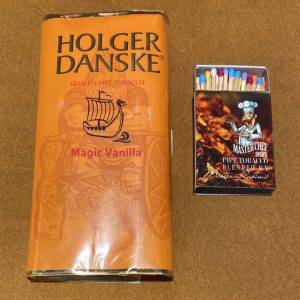 HOLGER
DANSKE®
QUALITY PIPE TOBACCO
Magic Vanilla
MASTERCHEF
PIPE TOBACCO
BLENDED BY